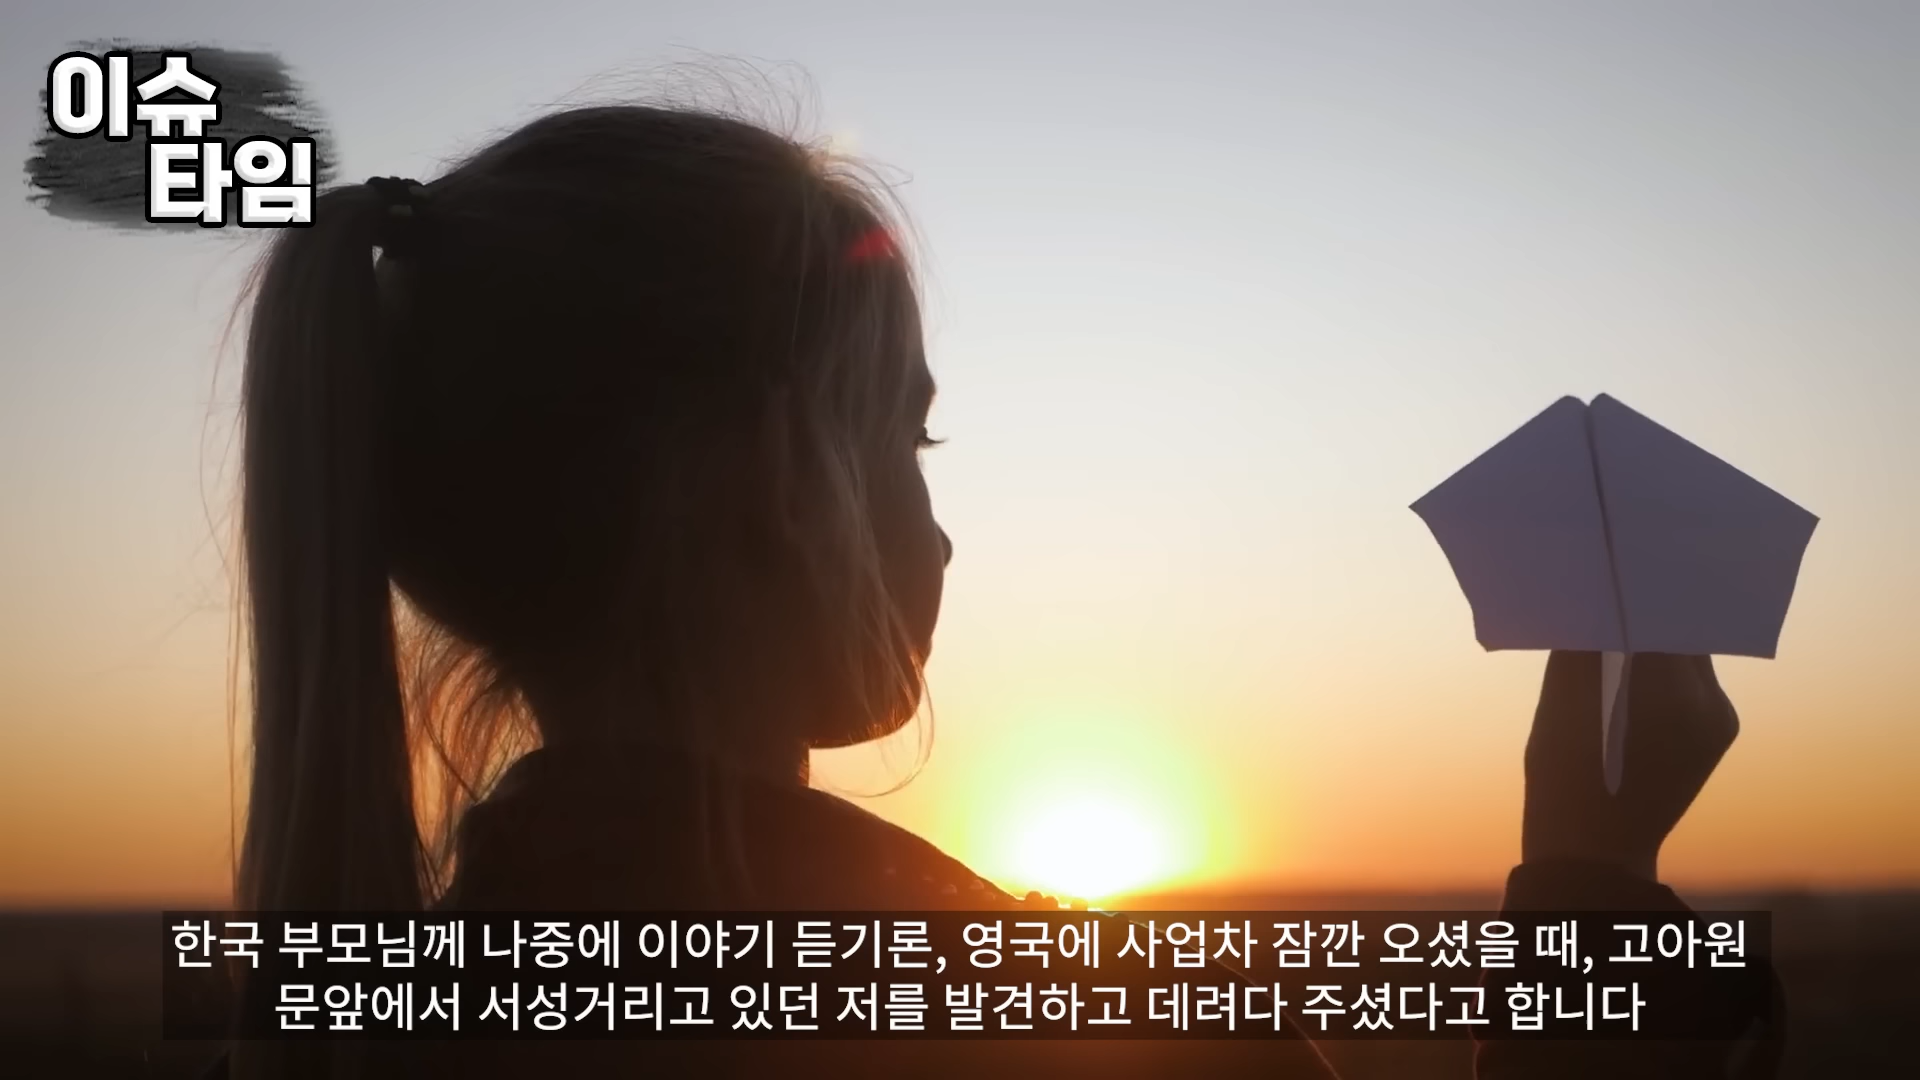 이슈
타임
한국 부모님께 나중에 이야기 듣기론, 영국에 사업차 잠깐 오셨을 때, 고아원
문앞에서 서성거리고 있던 저를 발견하고 데려다 주셨다고 합니다